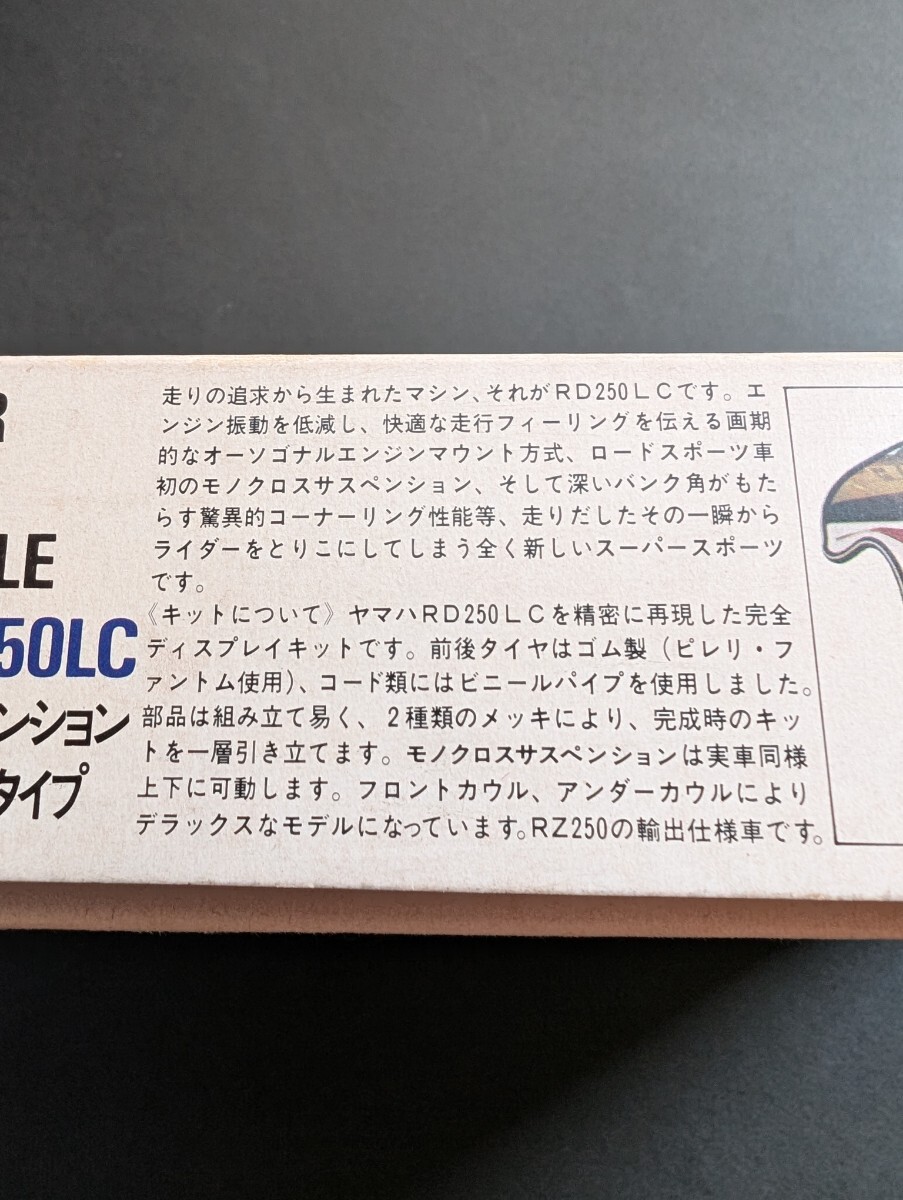 R
LE
50LC
ンション
タイプ
走りの追求から生まれたマシン、それがRD250LCです。エ
ンジン振動を低減し、快適な走行フィーリングを伝える画期
的なオーソゴナルエンジンマウント方式、ロードスポーツ車
初のモノクロスサスペンション、そして深いバンク角がもた
らす驚異的コーナーリング性能等、走りだしたその一瞬から
ライダーをとりこにしてしまう全く新しいスーパースポーツ
です。
《キットについて》ヤマハRD250LCを精密に再現した完全
ディスプレイキットです。前後タイヤはゴム製（ピレリ・フ
ァントム使用）、コード類にはビニールパイプを使用しました。
部品は組み立て易く、2種類のメッキにより、完成時のキッ
トを一層引き立てます。モノクロスサスペンションは実車同様
上下に可動します。フロントカウル、アンダーカウルにより
デラックスなモデルになっています。RZ250の輸出仕様車です。